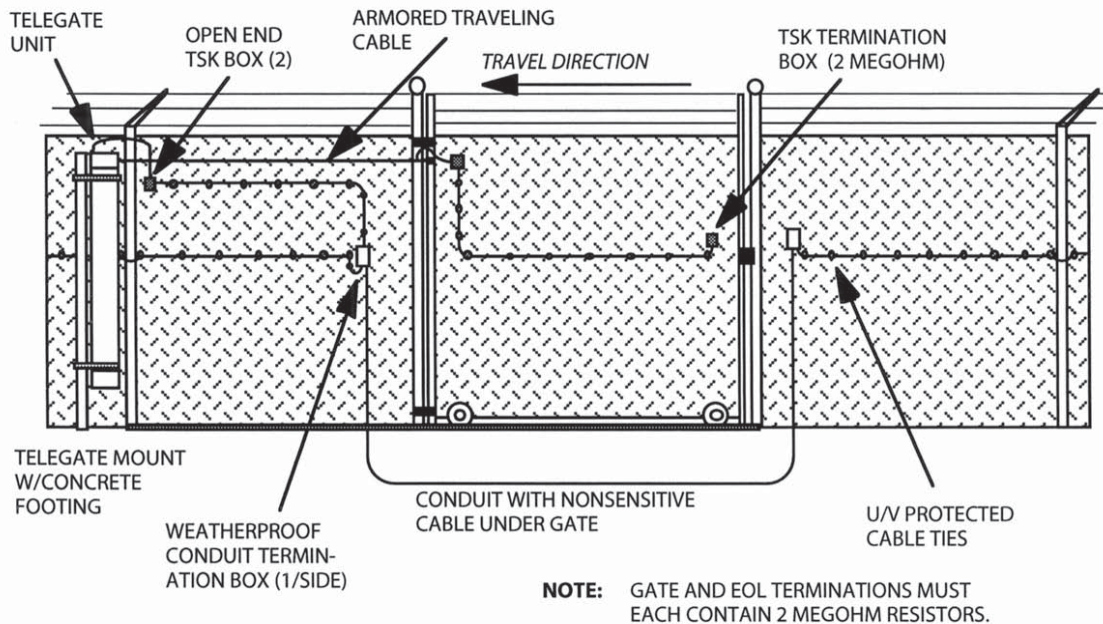 TELEGATE
UNIT
OPEN END
TSK BOX (2)
ARMORED TRAVELING
CABLE
TRAVEL DIRECTION
TSK TERMINATION
BOX (2 MEGOHM)
TELEGATE MOUNT
W/CONCRETE
FOOTING
WEATHERPROOF
CONDUIT TERMIN-
ATION BOX (1/SIDE)
CONDUIT WITH NONSENSITIVE
CABLE UNDER GATE
U/V PROTECTED
CABLE TIES
NOTE: GATE AND EOL TERMINATIONS MUST
EACH CONTAIN 2 MEGOHM RESISTORS.